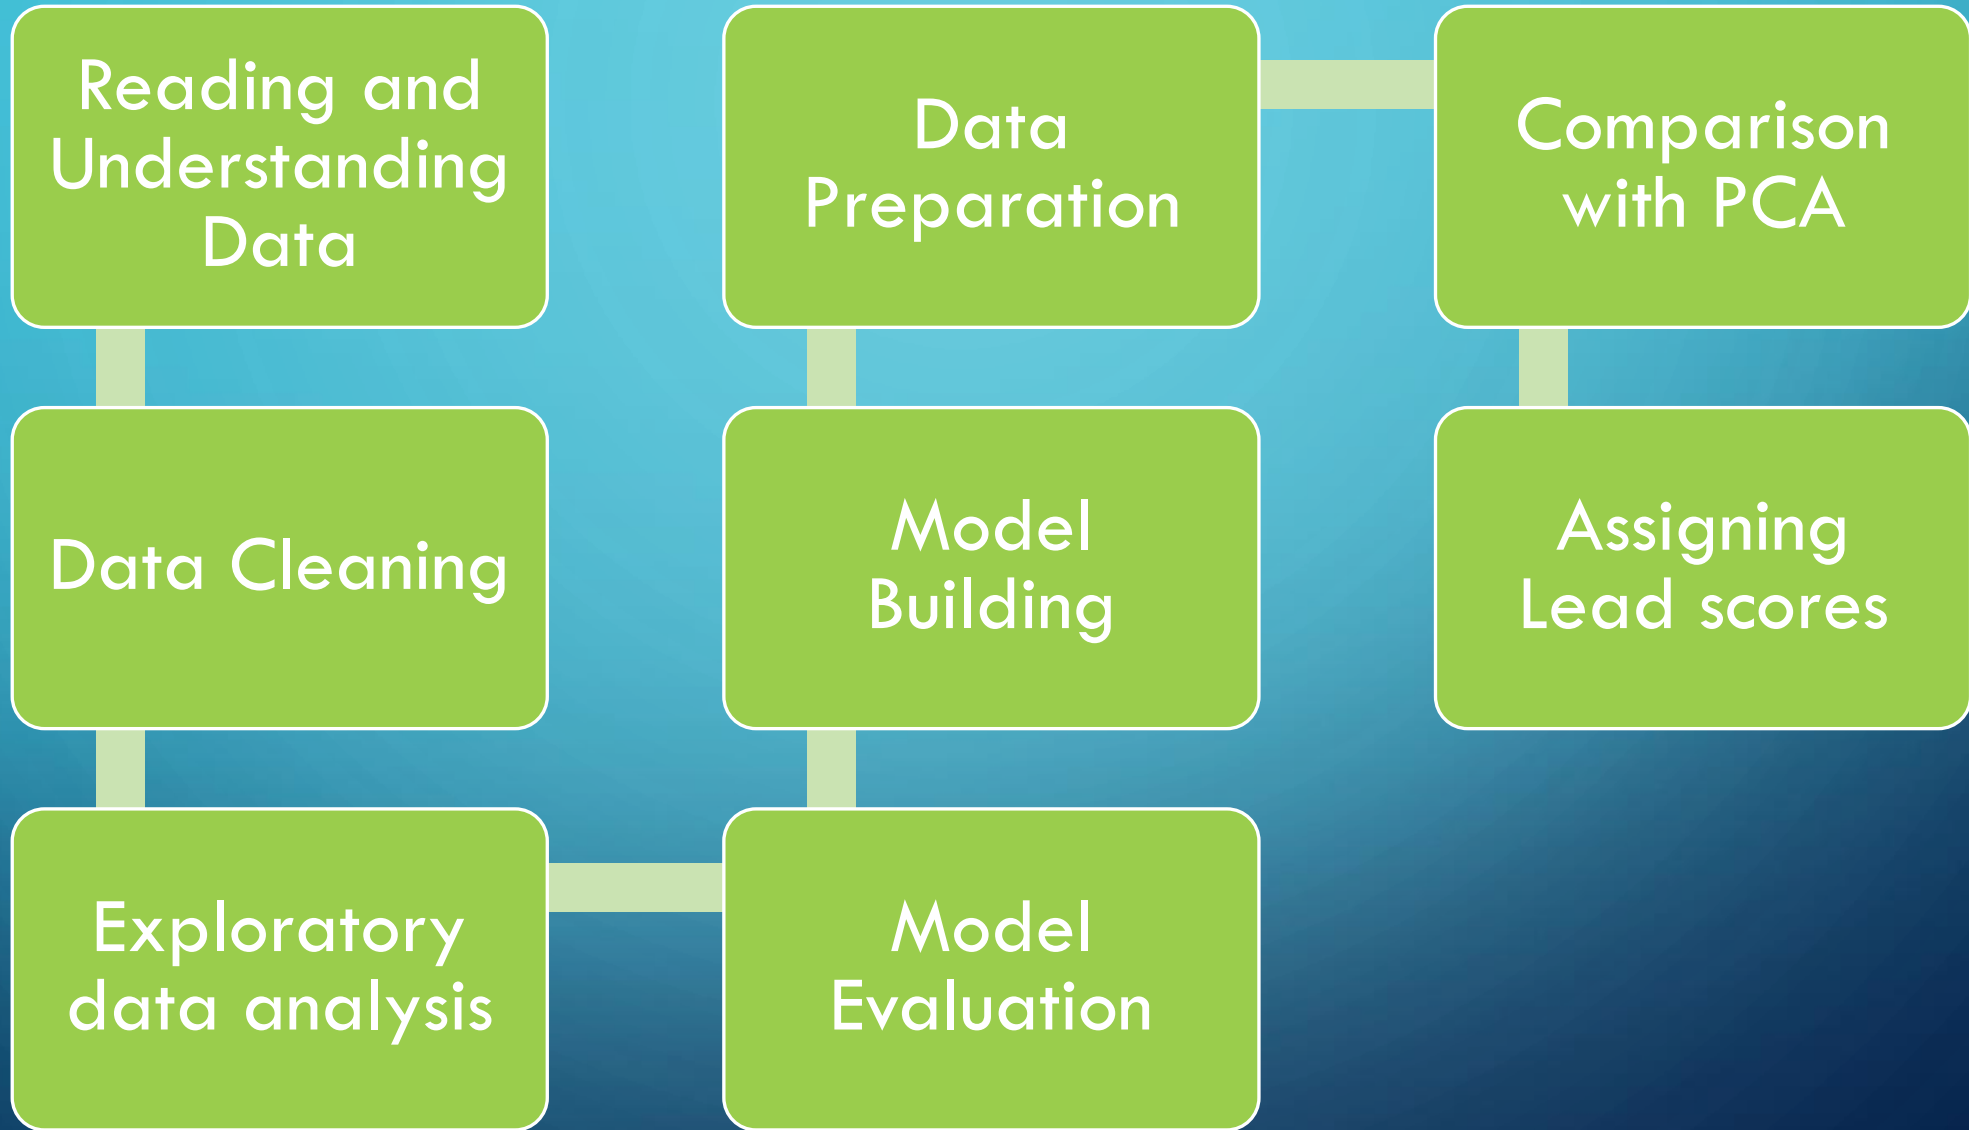 Reading and
Understanding
Data
Data Cleaning
Exploratory
data analysis
Data
Preparation
Model
Building
Model
Evaluation
Comparison
with PCA
Assigning
Lead scores